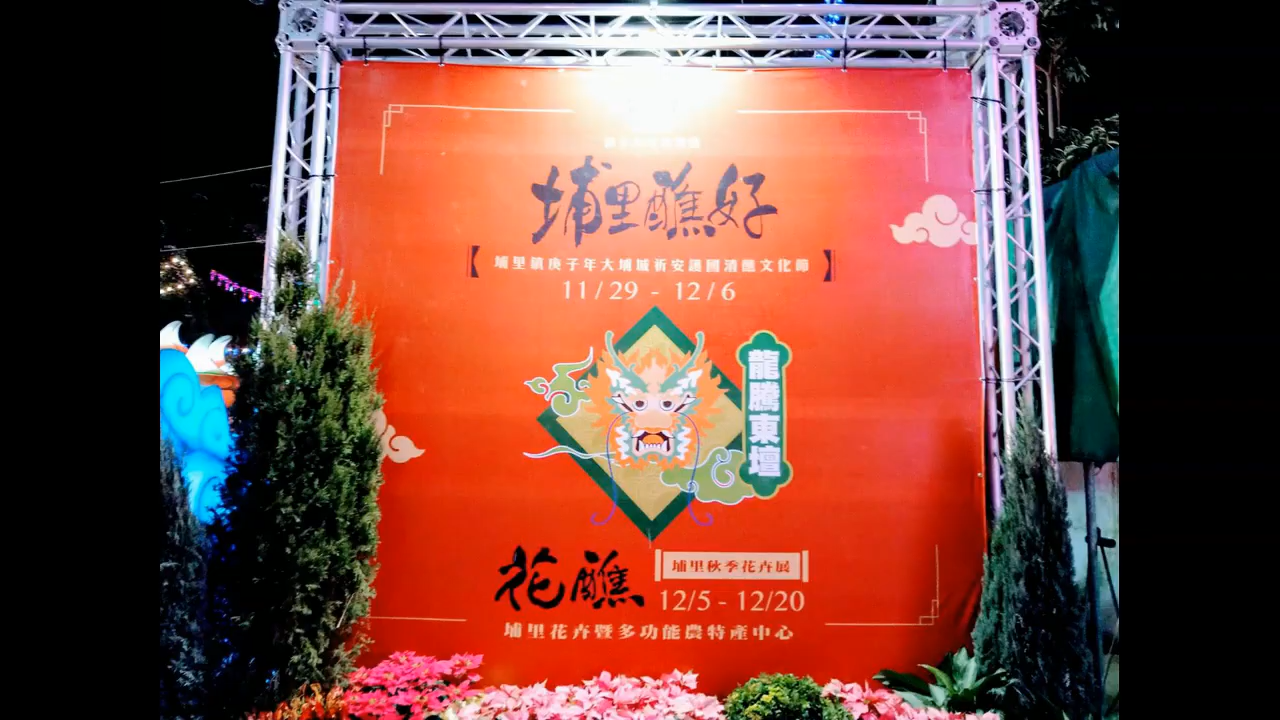 埔里醮好
【埔里鎮庚子年大埔城祈安護國清醮文化節】
11/29 - 12/6
龍騰東壇
花醮
埔里秋季花卉展
12/5 - 12/20
埔里花卉暨多功能農特產中心